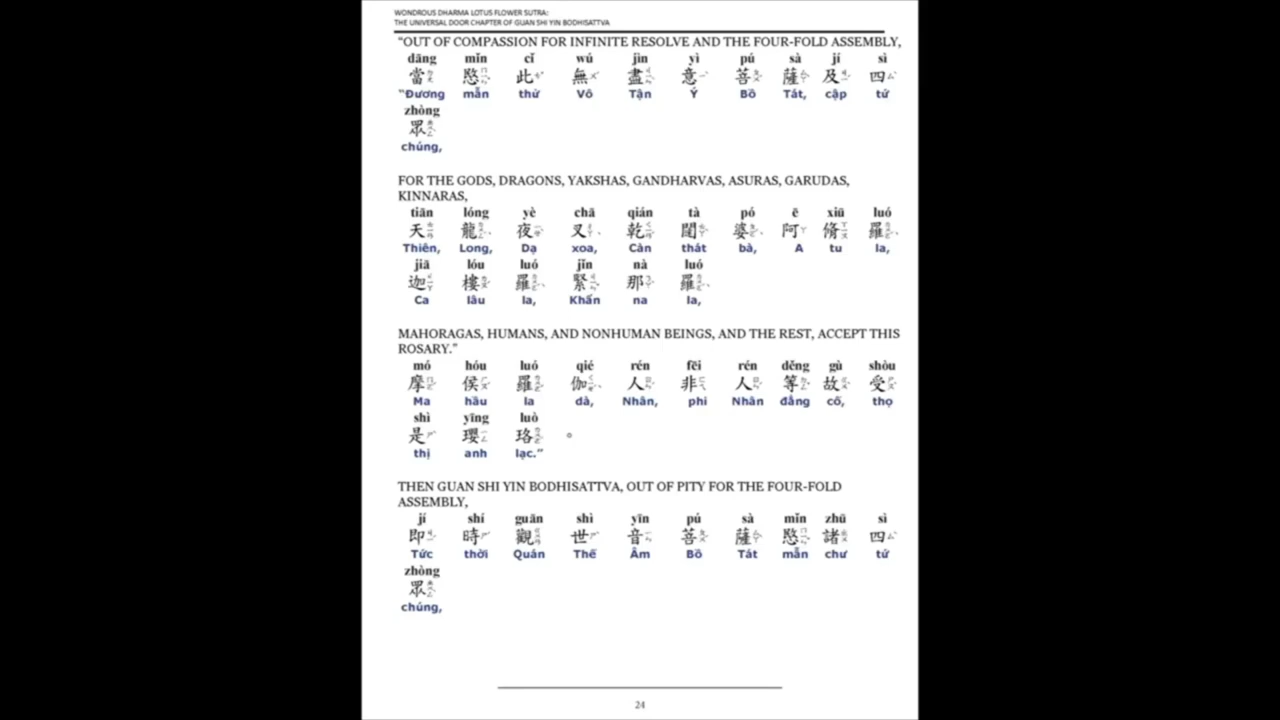 WONDROUS DHARMA LOTUS FLOWER SUTRA:
THE UNIVERSAL DOOR CHAPTER OF GUAN SHI YIN BODHISATTVA
“OUT OF COMPASSION FOR INFINITE RESOLVE AND THE FOUR-FOLD ASSEMBLY,
dāng mǐn cǐ wú jìn yì pú sà jí sì
當 愍 此 無 盡 意 菩 薩 及 四
“Đương mẫn thử Vô Tận Ý Bồ Tát, cập tứ
zhòng
眾
chúng,
FOR THE GODS, DRAGONS, YAKSHAS, GANDHARVAS, ASURAS, GARUDAS,
KINNARAS,
tiān lóng yè chā qián tà pó ē xiū luó
天 龍 夜 叉 乾 闥 婆 阿 脩 羅
Thiên, Long, Dạ xoa, Càn thát bà, A tu la,
jiā lóu luó jǐn nà luó
迦 樓 羅 緊 那 羅
Ca lâu la, Khẩn na la,
MAHORAGAS, HUMANS, AND NONHUMAN BEINGS, AND THE REST, ACCEPT THIS
ROSARY.”
mó hóu luó qié rén fēi rén děng gù shòu
摩 侯 羅 伽 人 非 人 等 故 受
Ma hầu la dà, Nhân, phi Nhân đẳng cố, thọ
shì yīng luò
是 瓔 珞 。
thị anh lạc.”
THEN GUAN SHI YIN BODHISATTVA, OUT OF PITY FOR THE FOUR-FOLD
ASSEMBLY,
jí shí guān shì yīn pú sà mǐn zhū sì
即 時 觀 世 音 菩 薩 愍 諸 四
Tức thời Quán Thế Âm Bồ Tát mẫn chư tứ
zhòng
眾
chúng,
24